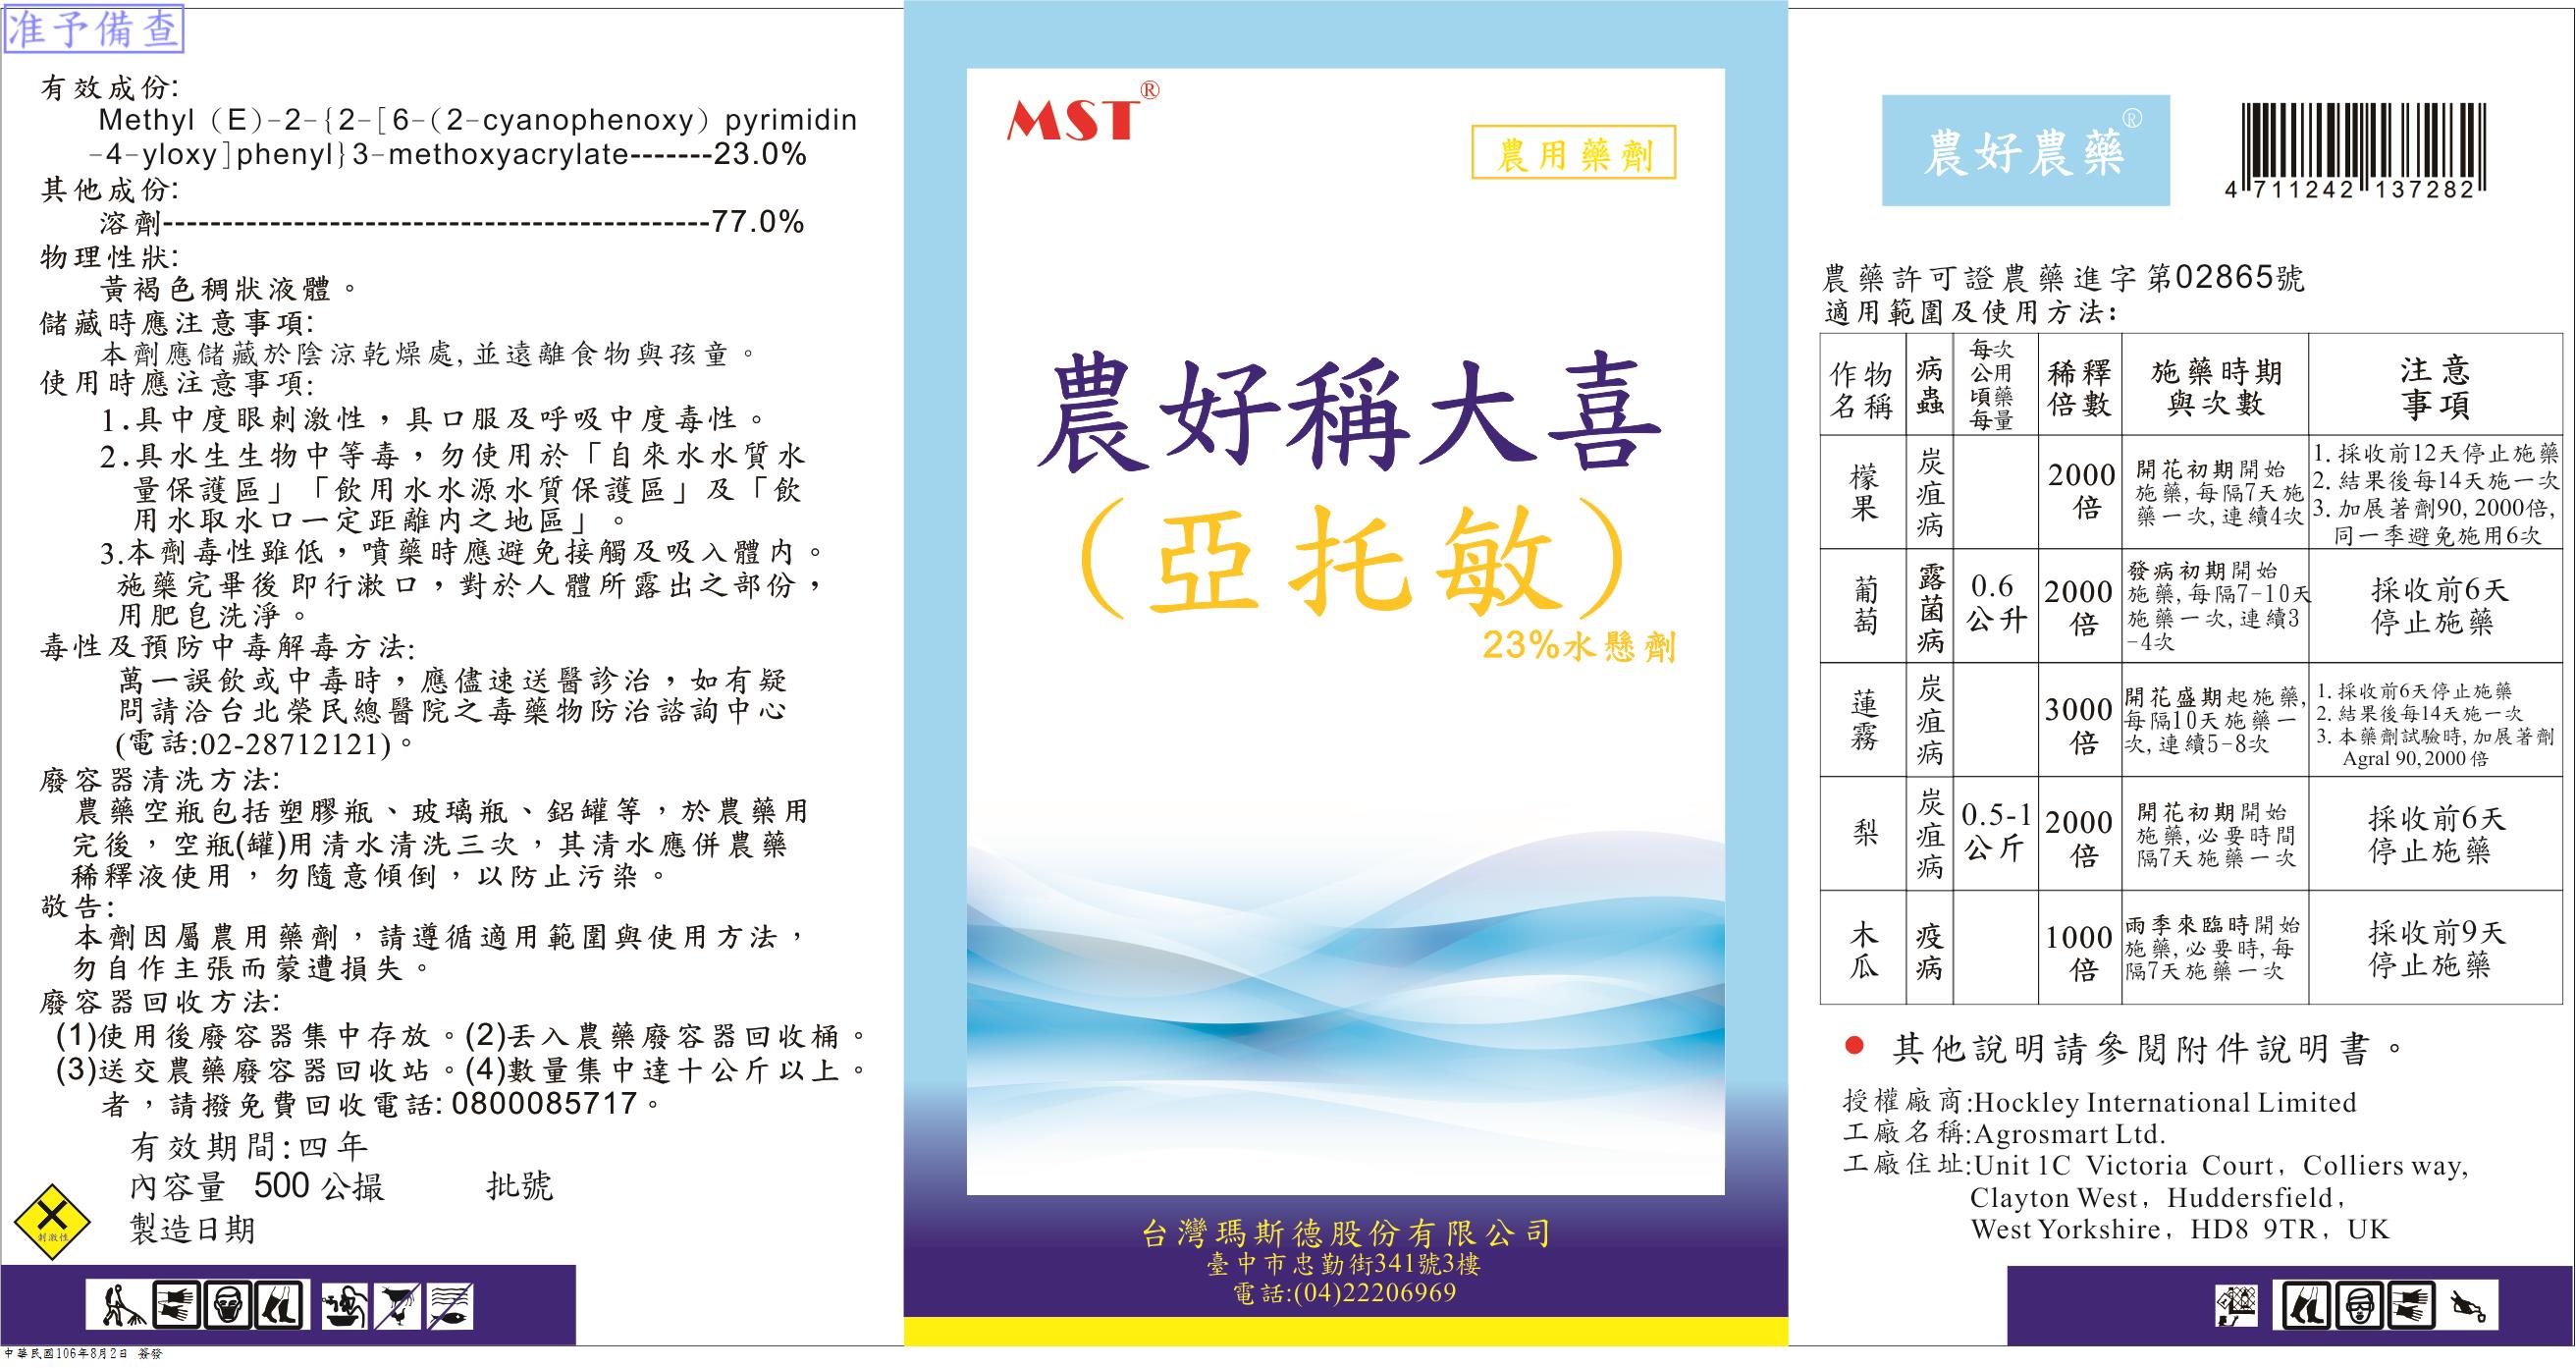 准予備查
有效成份:
Methyl (E)-2-{2-[6-(2-cyanophenoxy) pyrimidin
-4-yloxy]phenyl}3-methoxyacrylate-------23.0%
其他成份:
溶劑----------------------------------------------77.0%
物理性狀:
黃褐色稠狀液體。
儲藏時應注意事項:
本劑應儲藏於陰涼乾燥處,並遠離食物與孩童。
使用時應注意事項:
1.具中度眼刺激性,具口服及呼吸中度毒性。
2.具水生生物中等毒,勿使用於「自來水水質水
量保護區」「飲用水水源水質保護區」及「飲
用水取水口一定距離內之地區」。
3.本劑毒性雖低,噴藥時應避免接觸及吸入體內。
施藥完畢後即行漱口,對於人體所露出之部份,
用肥皂洗淨。
毒性及預防中毒解毒方法:
萬一誤飲或中毒時,應儘速送醫診治,如有疑
問請洽台北榮民總醫院之毒藥物防治諮詢中心
(電話:02-28712121)。
廢容器清洗方法:
農藥空瓶包括塑膠瓶、玻璃瓶、鋁罐等,於農藥用
完後,空瓶(罐)用清水清洗三次,其清水應併農藥
稀釋液使用,勿隨意傾倒,以防止污染。
敬告:
本劑因屬農用藥劑,請遵循適用範圍與使用方法,
勿自作主張而蒙遭損失。
廢容器回收方法:
(1)使用後廢容器集中存放。(2)丟入農藥廢容器回收桶。
(3)送交農藥廢容器回收站。(4)數量集中達十公斤以上。
者,請撥免費回收電話:0800085717。
有效期間:四年
內容量 500公撮 批號
製造日期
刺激性
中華民國106年8月2日 簽發
MST®
農用藥劑
農好稱大喜
(亞托敏)
23%水懸劑
台灣瑪斯德股份有限公司
臺中市忠勤街341號3樓
電話:(04)22206969
農好農藥®
4 711242 137282
農藥許可證農藥進字第02865號
適用範圍及使用方法:
作物名稱 病蟲 每次公用頃藥每量 稀釋倍數 施藥時期與次數 注意事項
檬果 炭疽病 2000倍 開花初期開始施藥,每隔7天施藥一次,連續4次 1.採收前12天停止施藥 2.結果後每14天施一次 3.加展著劑90,2000倍,同一季避免施用6次
葡萄 露菌病 0.6公升 2000倍 發病初期開始施藥,每隔7-10天施藥一次,連續3-4次 採收前6天停止施藥
蓮霧 炭疽病 3000倍 開花盛期起施藥,每隔10天施藥一次,連續5-8次 1.採收前6天停止施藥 2.結果後每14天施一次 3.本藥劑試驗時,加展著劑Agral 90,2000倍
梨 炭疽病 0.5-1公斤 2000倍 開花初期開始施藥,必要時間隔7天施藥一次 採收前6天停止施藥
木瓜 疫病 1000倍 雨季來臨時開始施藥,必要時,每隔7天施藥一次 採收前9天停止施藥
● 其他說明請參閱附件說明書。
授權廠商:Hockley International Limited
工廠名稱:Agrosmart Ltd.
工廠住址:Unit 1C Victoria Court, Colliers way,
Clayton West, Huddersfield,
West Yorkshire, HD8 9TR, UK